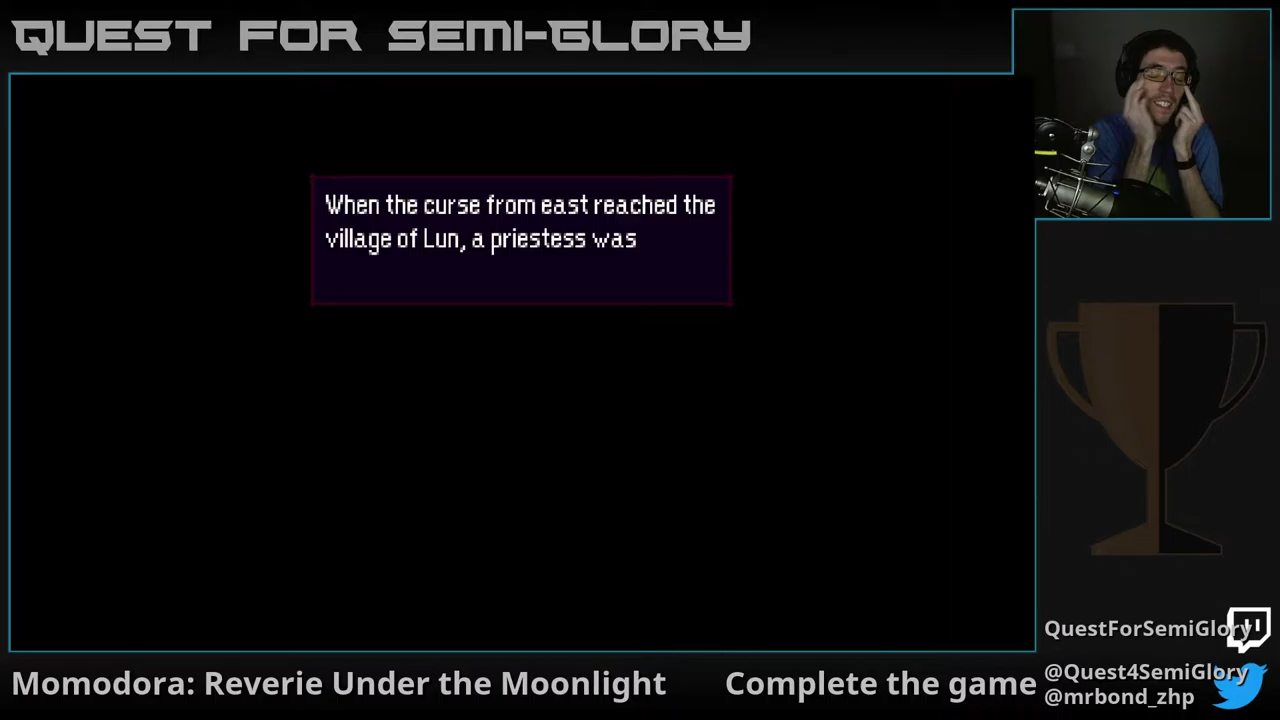 QUEST FOR SEMI-GLORY
When the curse from east reached the
village of Lun, a priestess was
QuestForSemiGlory
@Quest4SemiGlory
@mrbond_zhp
Momodora: Reverie Under the Moonlight
Complete the game